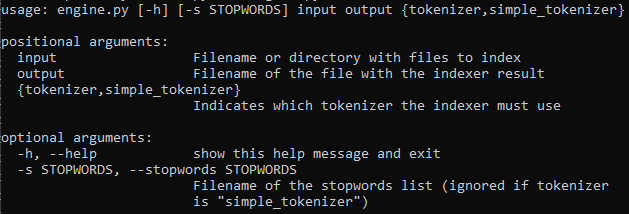 usage: engine.py [-h] [-s STOPWORDS] input output {tokenizer,simple_tokenizer}
positional arguments:
input Filename or directory with files to index
output Filename of the file with the indexer result
{tokenizer,simple_tokenizer}
Indicates which tokenizer the indexer must use
optional arguments:
-h, --help show this help message and exit
-s STOPWORDS, --stopwords STOPWORDS
Filename of the stopwords list (ignored if tokenizer
is "simple_tokenizer")